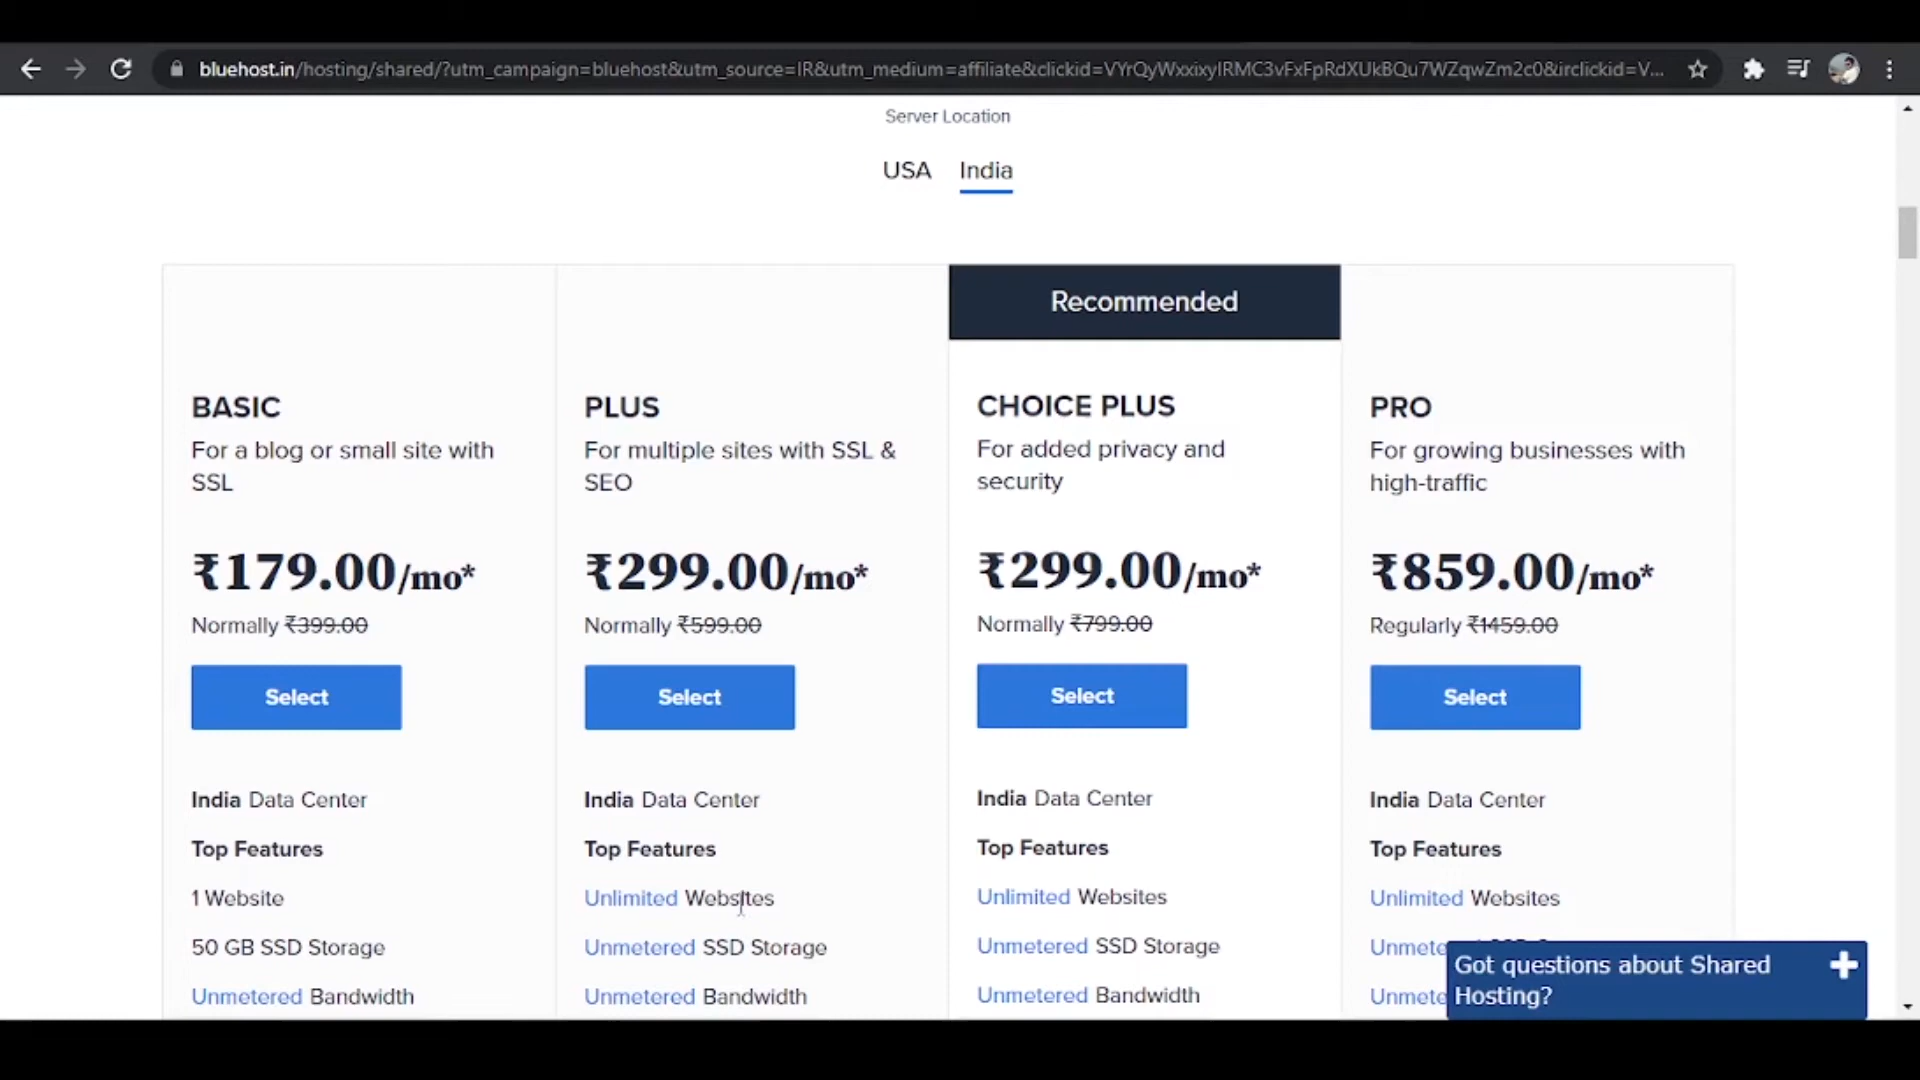 bluehost.in/hosting/shared/?utm_campaign=bluehost&utm_source=IR&utm_medium=affiliate&clickid=VYrQyWxxixyIRMC3vFxFpRdXUkBQu7WZqwZm2c0&irclickid=V...
Server Location
USA India
Recommended
BASIC
For a blog or small site with
SSL
₹179.00/mo*
Normally ₹399.00
Select
India Data Center
Top Features
1 Website
50 GB SSD Storage
Unmetered Bandwidth
PLUS
For multiple sites with SSL &
SEO
₹299.00/mo*
Normally ₹599.00
Select
India Data Center
Top Features
Unlimited Websites
Unmetered SSD Storage
Unmetered Bandwidth
CHOICE PLUS
For added privacy and
security
₹299.00/mo*
Normally ₹799.00
Select
India Data Center
Top Features
Unlimited Websites
Unmetered SSD Storage
Unmetered Bandwidth
PRO
For growing businesses with
high-traffic
₹859.00/mo*
Regularly ₹1459.00
Select
India Data Center
Top Features
Unlimited Websites
Got questions about Shared
Hosting?